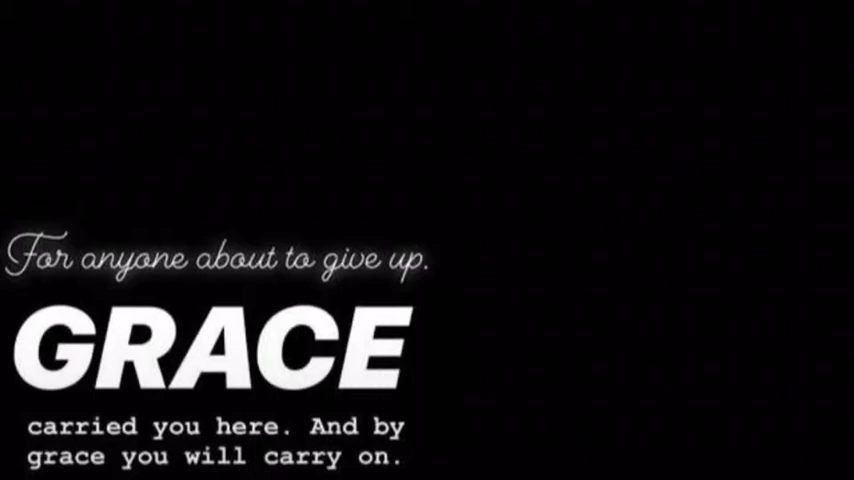 For anyone about to give up.
GRACE
carried you here. And by
grace you will carry on.